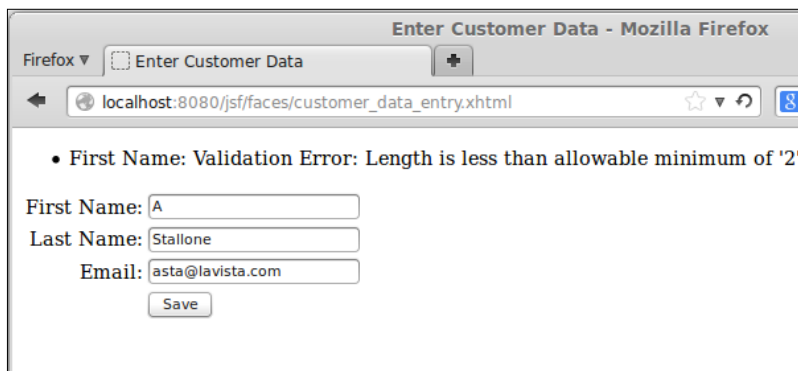 Enter Customer Data - Mozilla Firefox
Firefox
Enter Customer Data
localhost:8080/jsf/faces/customer_data_entry.xhtml
8
• First Name: Validation Error: Length is less than allowable minimum of '2'
First Name: A
Last Name: Stallone
Email: asta@lavista.com
Save